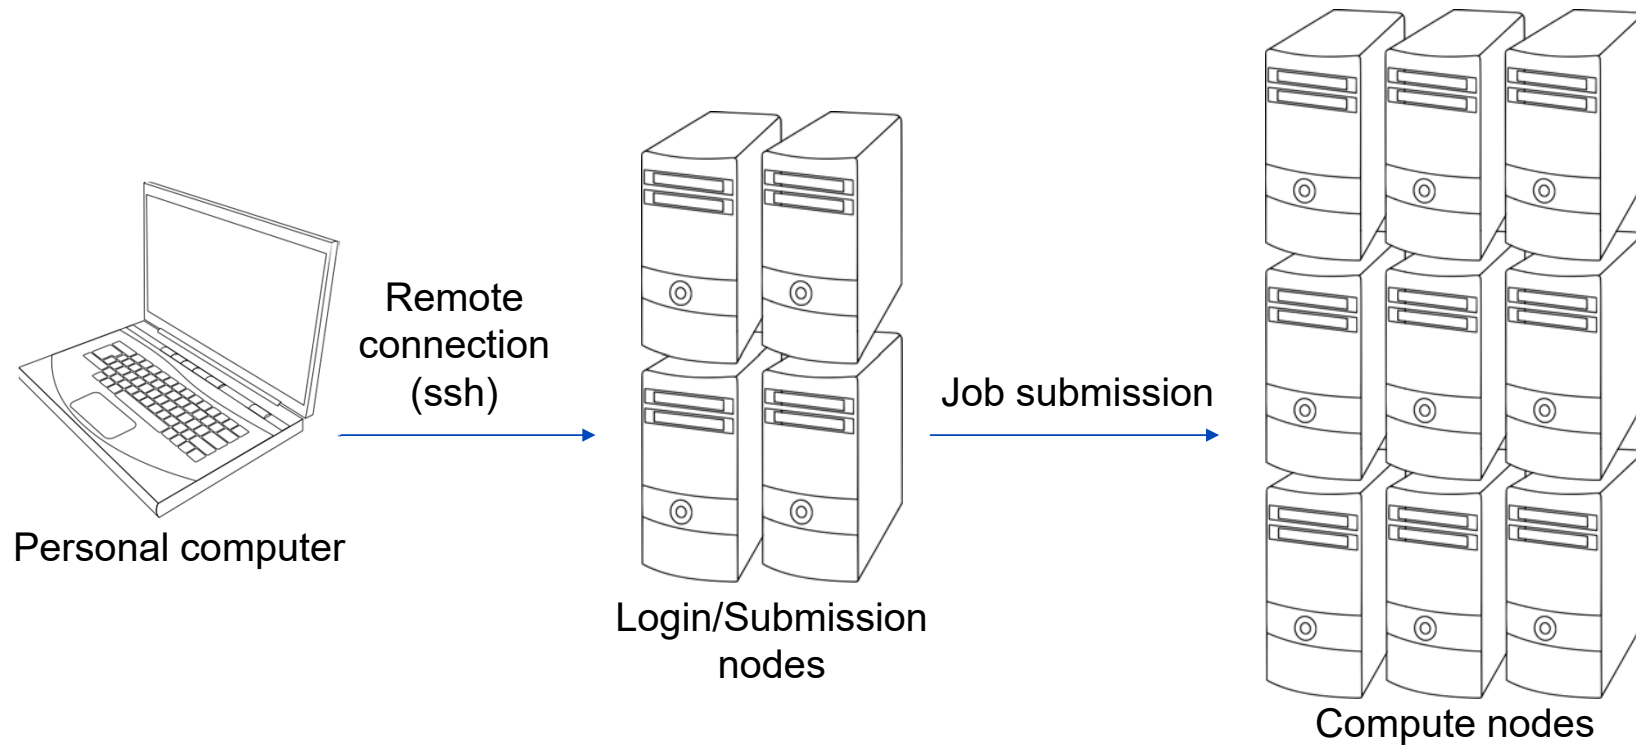 Remote
connection
(ssh)
Job submission
Personal computer
Login/Submission
nodes
Compute nodes